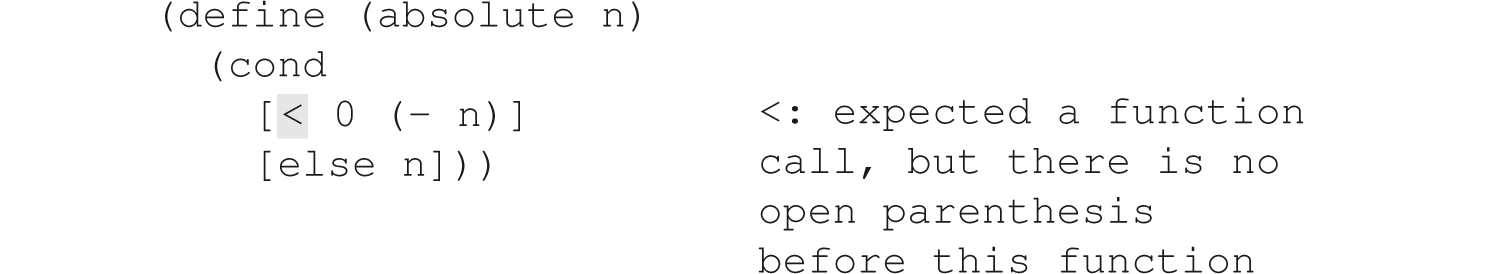 (define (absolute n)
(cond
[< 0 (- n)]
[else n]))
<: expected a function
call, but there is no
open parenthesis
before this function